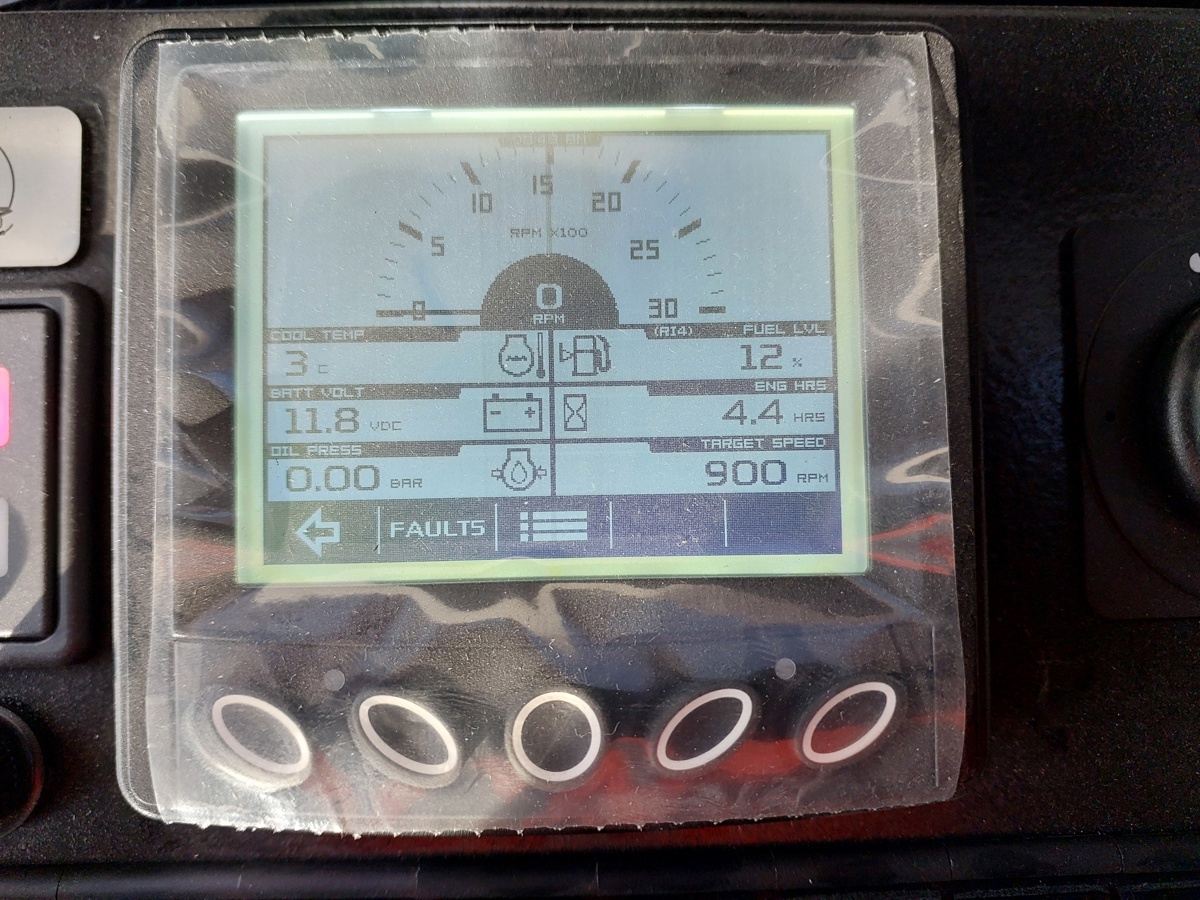 15
10 20
RPM X100
5 25
0 0 30
RPM
COOL TEMP (RI4) FUEL LVL
3 C 12 %
BATT VOLT ENG HRS
11.8 VDC 4.4 HRS
OIL PRESS TARGET SPEED
0.00 BAR 900 RPM
FAULTS